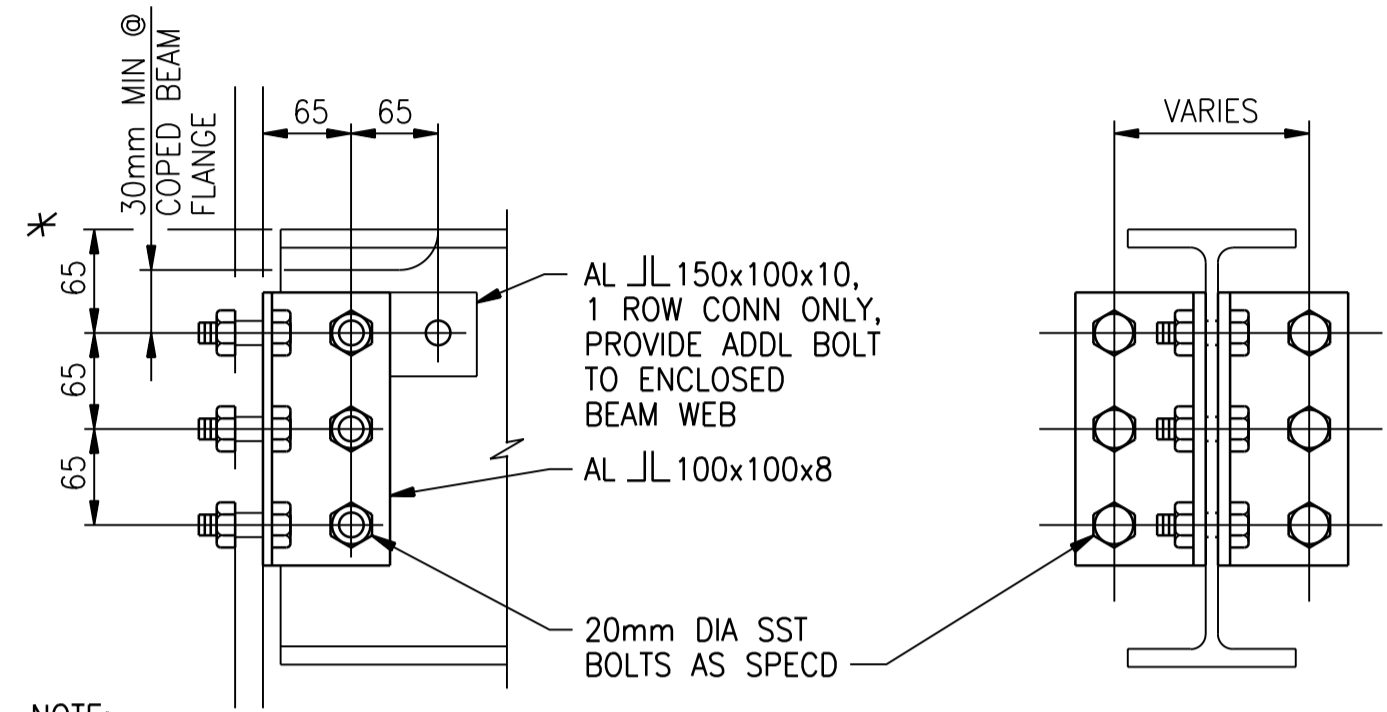 30mm MIN @
COPED BEAM
FLANGE
65
65
VARIES
65
65
65
AL 150x100x10,
1 ROW CONN ONLY,
PROVIDE ADDL BOLT
TO ENCLOSED
BEAM WEB
AL 100x100x8
20mm DIA SST
BOLTS AS SPECD
NOTE: